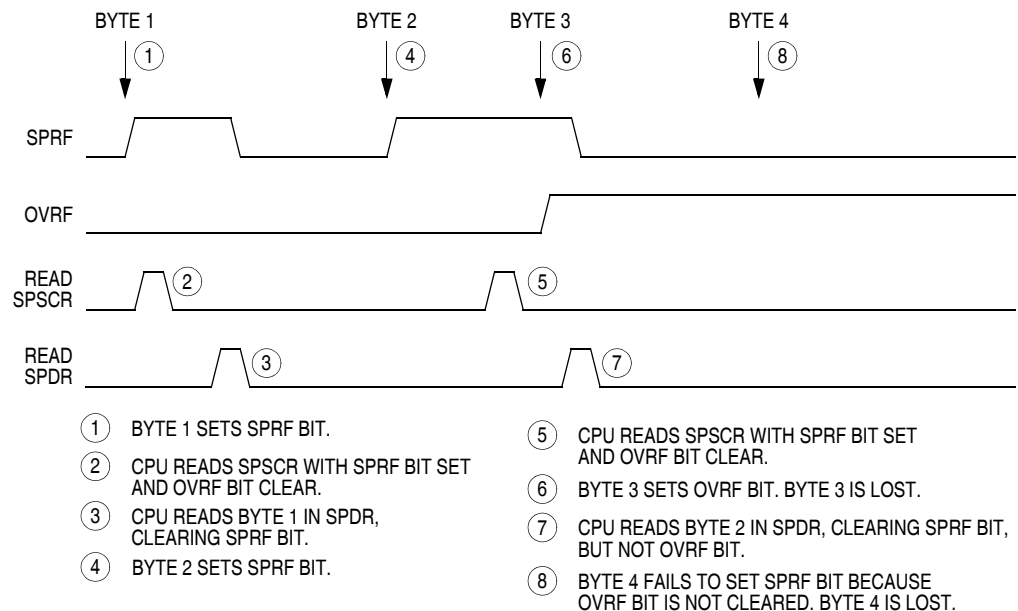 BYTE 1 BYTE 2 BYTE 3 BYTE 4
1 4 6 8
SPRF
OVRF
READ
SPSCR
2 5
READ
SPDR
3 7
1 BYTE 1 SETS SPRF BIT.
2 CPU READS SPSCR WITH SPRF BIT SET
AND OVRF BIT CLEAR.
3 CPU READS BYTE 1 IN SPDR,
CLEARING SPRF BIT.
4 BYTE 2 SETS SPRF BIT.
5 CPU READS SPSCR WITH SPRF BIT SET
AND OVRF BIT CLEAR.
6 BYTE 3 SETS OVRF BIT. BYTE 3 IS LOST.
7 CPU READS BYTE 2 IN SPDR, CLEARING SPRF BIT,
BUT NOT OVRF BIT.
8 BYTE 4 FAILS TO SET SPRF BIT BECAUSE
OVRF BIT IS NOT CLEARED. BYTE 4 IS LOST.